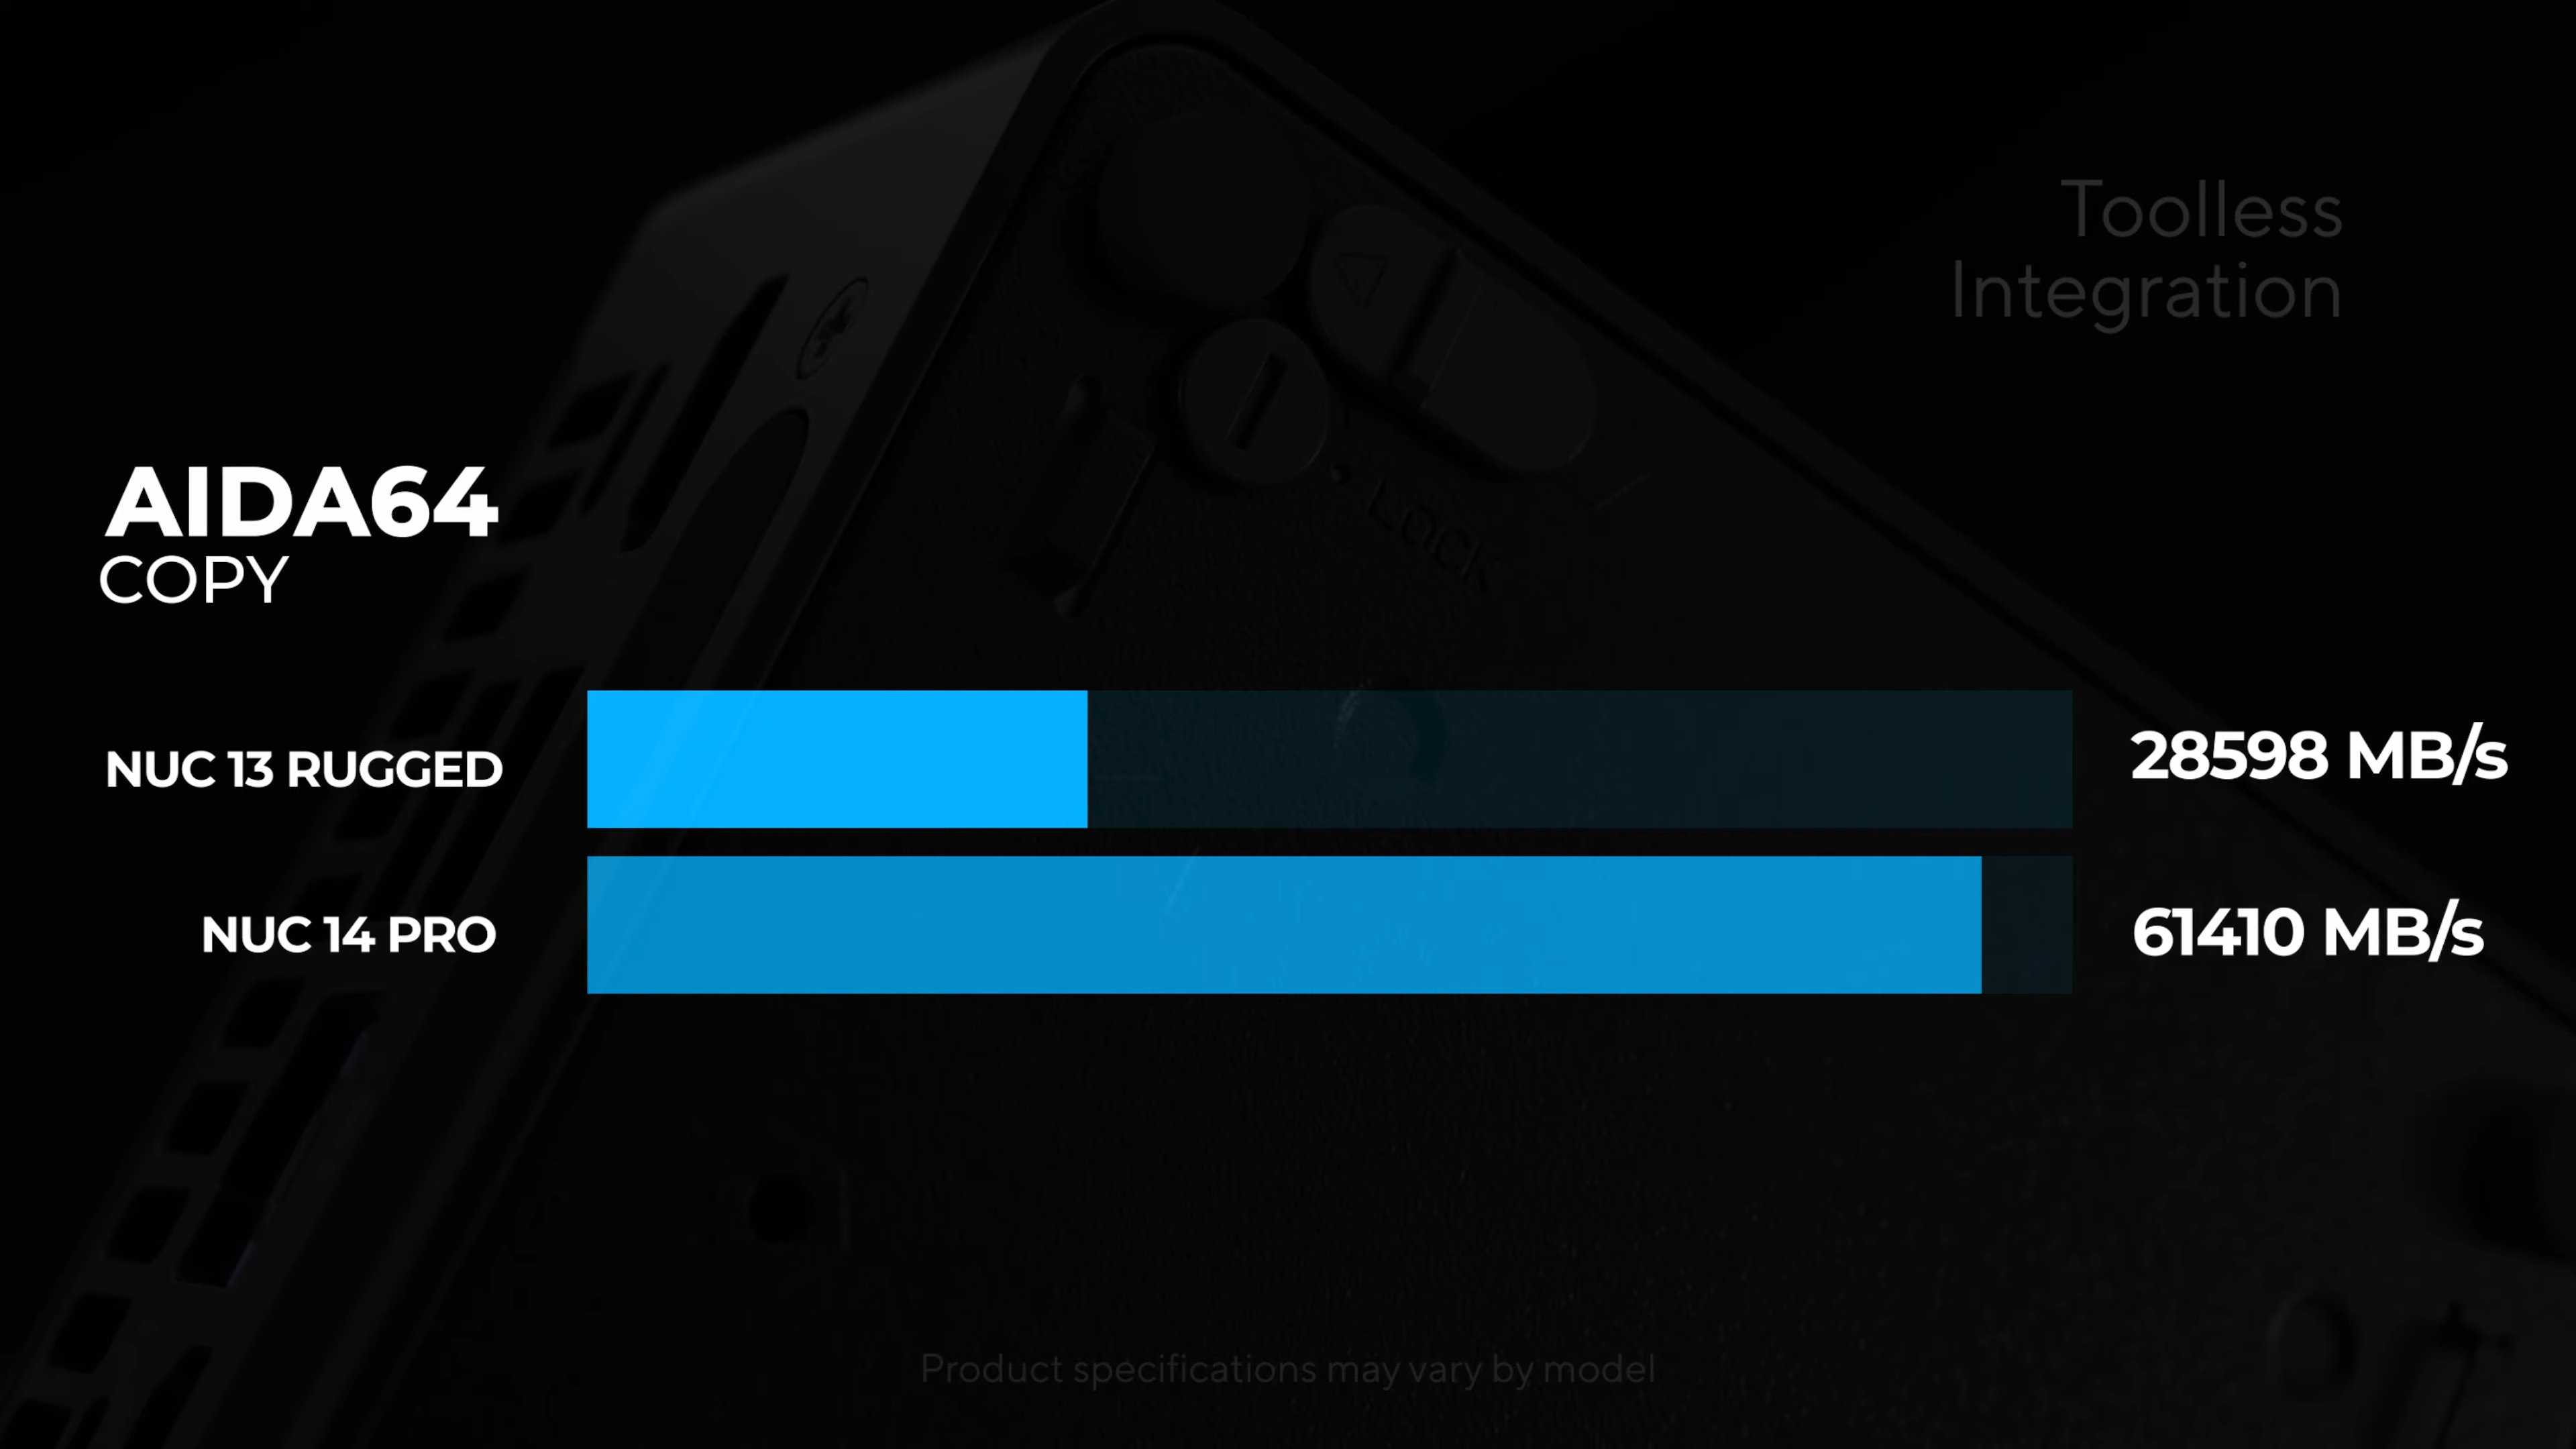 Toolless
Integration
AIDA64
COPY
LOCK
NUC 13 RUGGED
28598 MB/s
NUC 14 PRO
61410 MB/s
Product specifications may vary by model